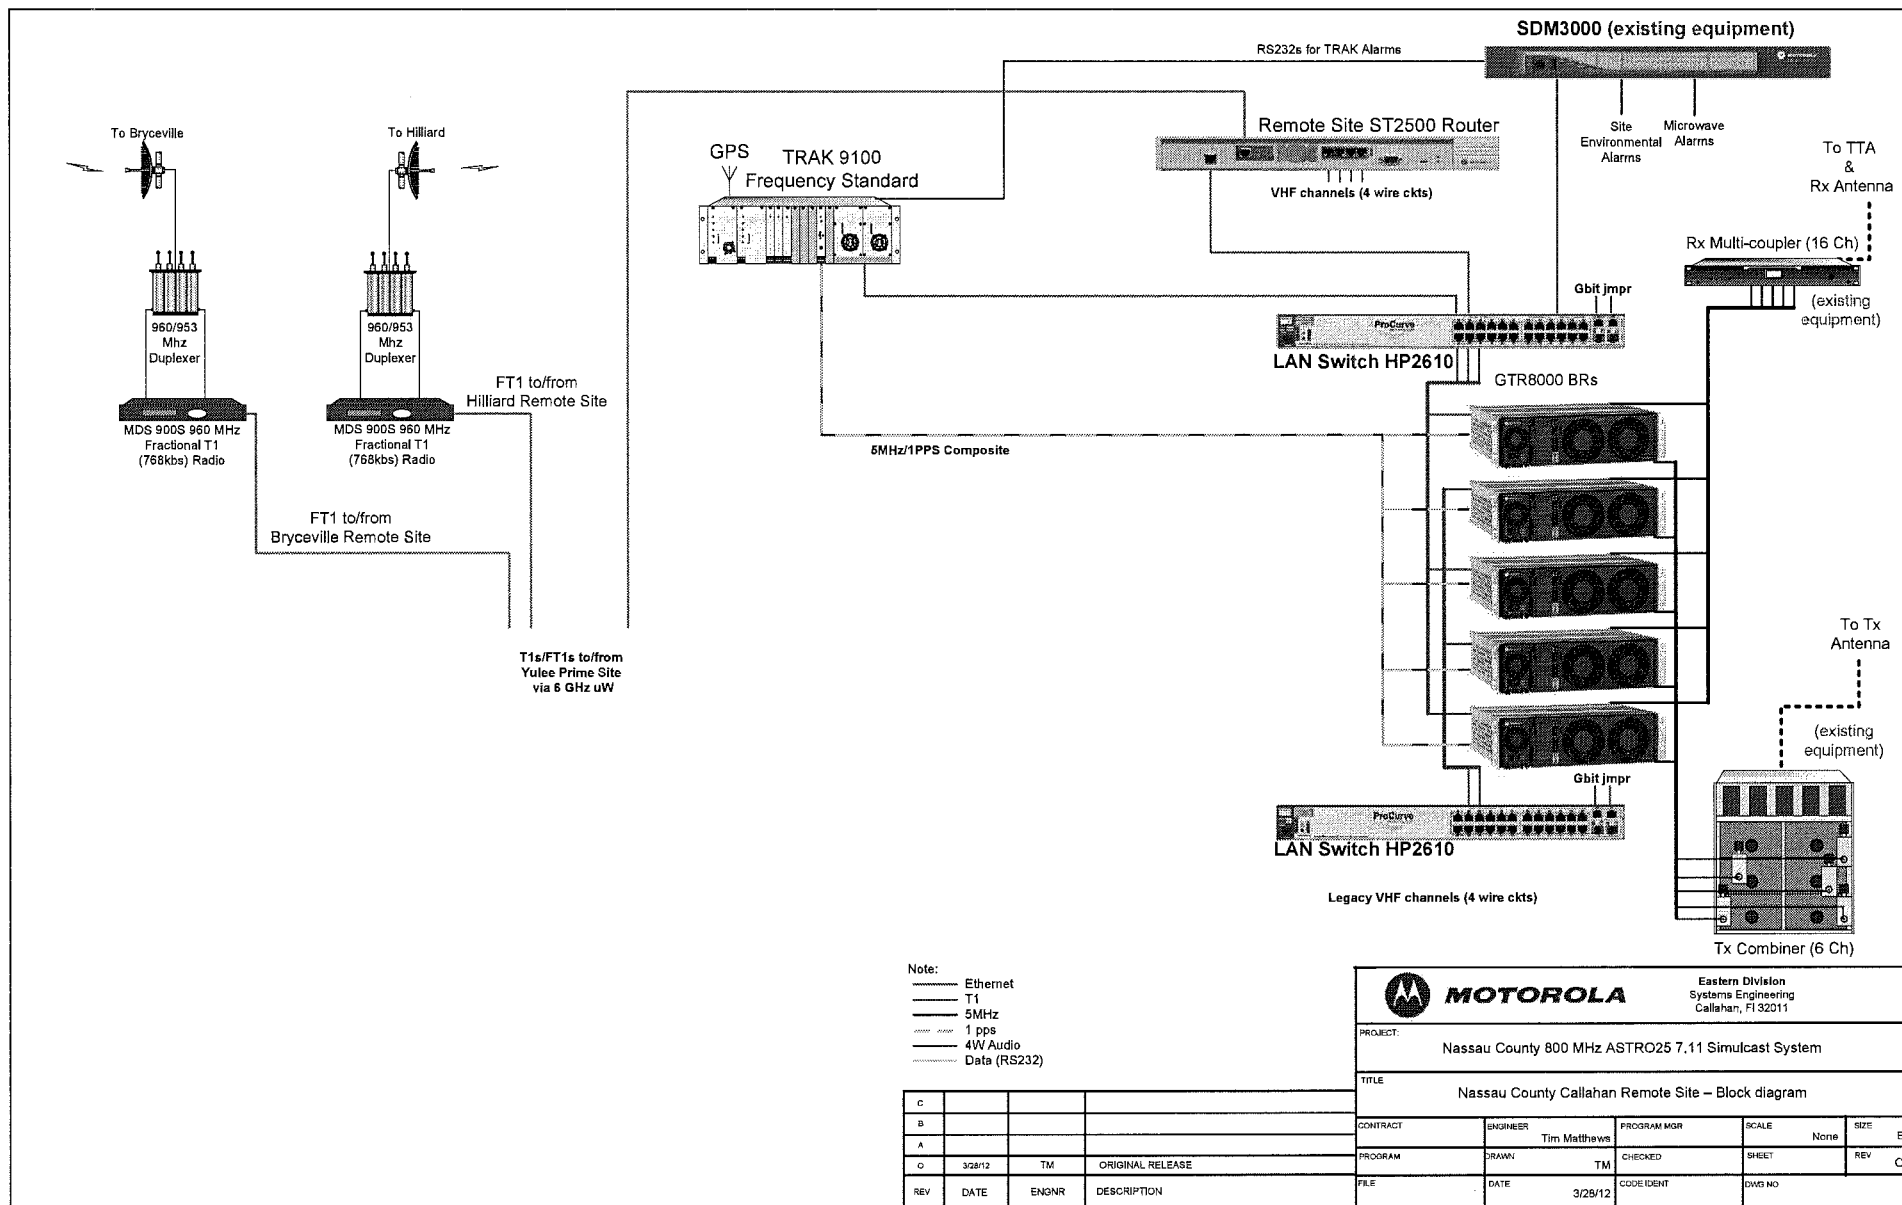 SDM3000 (existing equipment)
RS232s for TRAK Alarms
Site
Environmental
Alarms
Microwave
Alarms
To Bryceville
To Hilliard
Remote Site ST2500 Router
VHF channels (4 wire ckts)
GPS
TRAK 9100
Frequency Standard
To TTA
&
Rx Antenna
Rx Multi-coupler (16 Ch)
(existing
equipment)
960/953
Mhz
Duplexer
960/953
Mhz
Duplexer
Gbit jmpr
ProCurve
LAN Switch HP2610
GTR8000 BRs
FT1 to/from
Hilliard Remote Site
MDS 900S 960 MHz
Fractional T1
(768kbs) Radio
MDS 900S 960 MHz
Fractional T1
(768kbs) Radio
5MHz/1PPS Composite
FT1 to/from
Bryceville Remote Site
T1s/FT1s to/from
Yulee Prime Site
via 6 GHz uW
To Tx
Antenna
(existing
equipment)
Gbit jmpr
ProCurve
LAN Switch HP2610
Legacy VHF channels (4 wire ckts)
Tx Combiner (6 Ch)
Note:
Ethernet
T1
5MHz
1 pps
4W Audio
Data (RS232)
MOTOROLA
Eastern Division
Systems Engineering
Callahan, Fl 32011
PROJECT:
Nassau County 800 MHz ASTRO25 7.11 Simulcast System
TITLE
Nassau County Callahan Remote Site – Block diagram
CONTRACT
ENGINEER
Tim Matthews
PROGRAM MGR
SCALE
None
SIZE
PROGRAM
DRAWN
TM
CHECKED
SHEET
REV
FILE
DATE
3/28/12
CODE IDENT
DWG NO
C
B
A
O 3/28/12 TM ORIGINAL RELEASE
REV DATE ENGNR DESCRIPTION